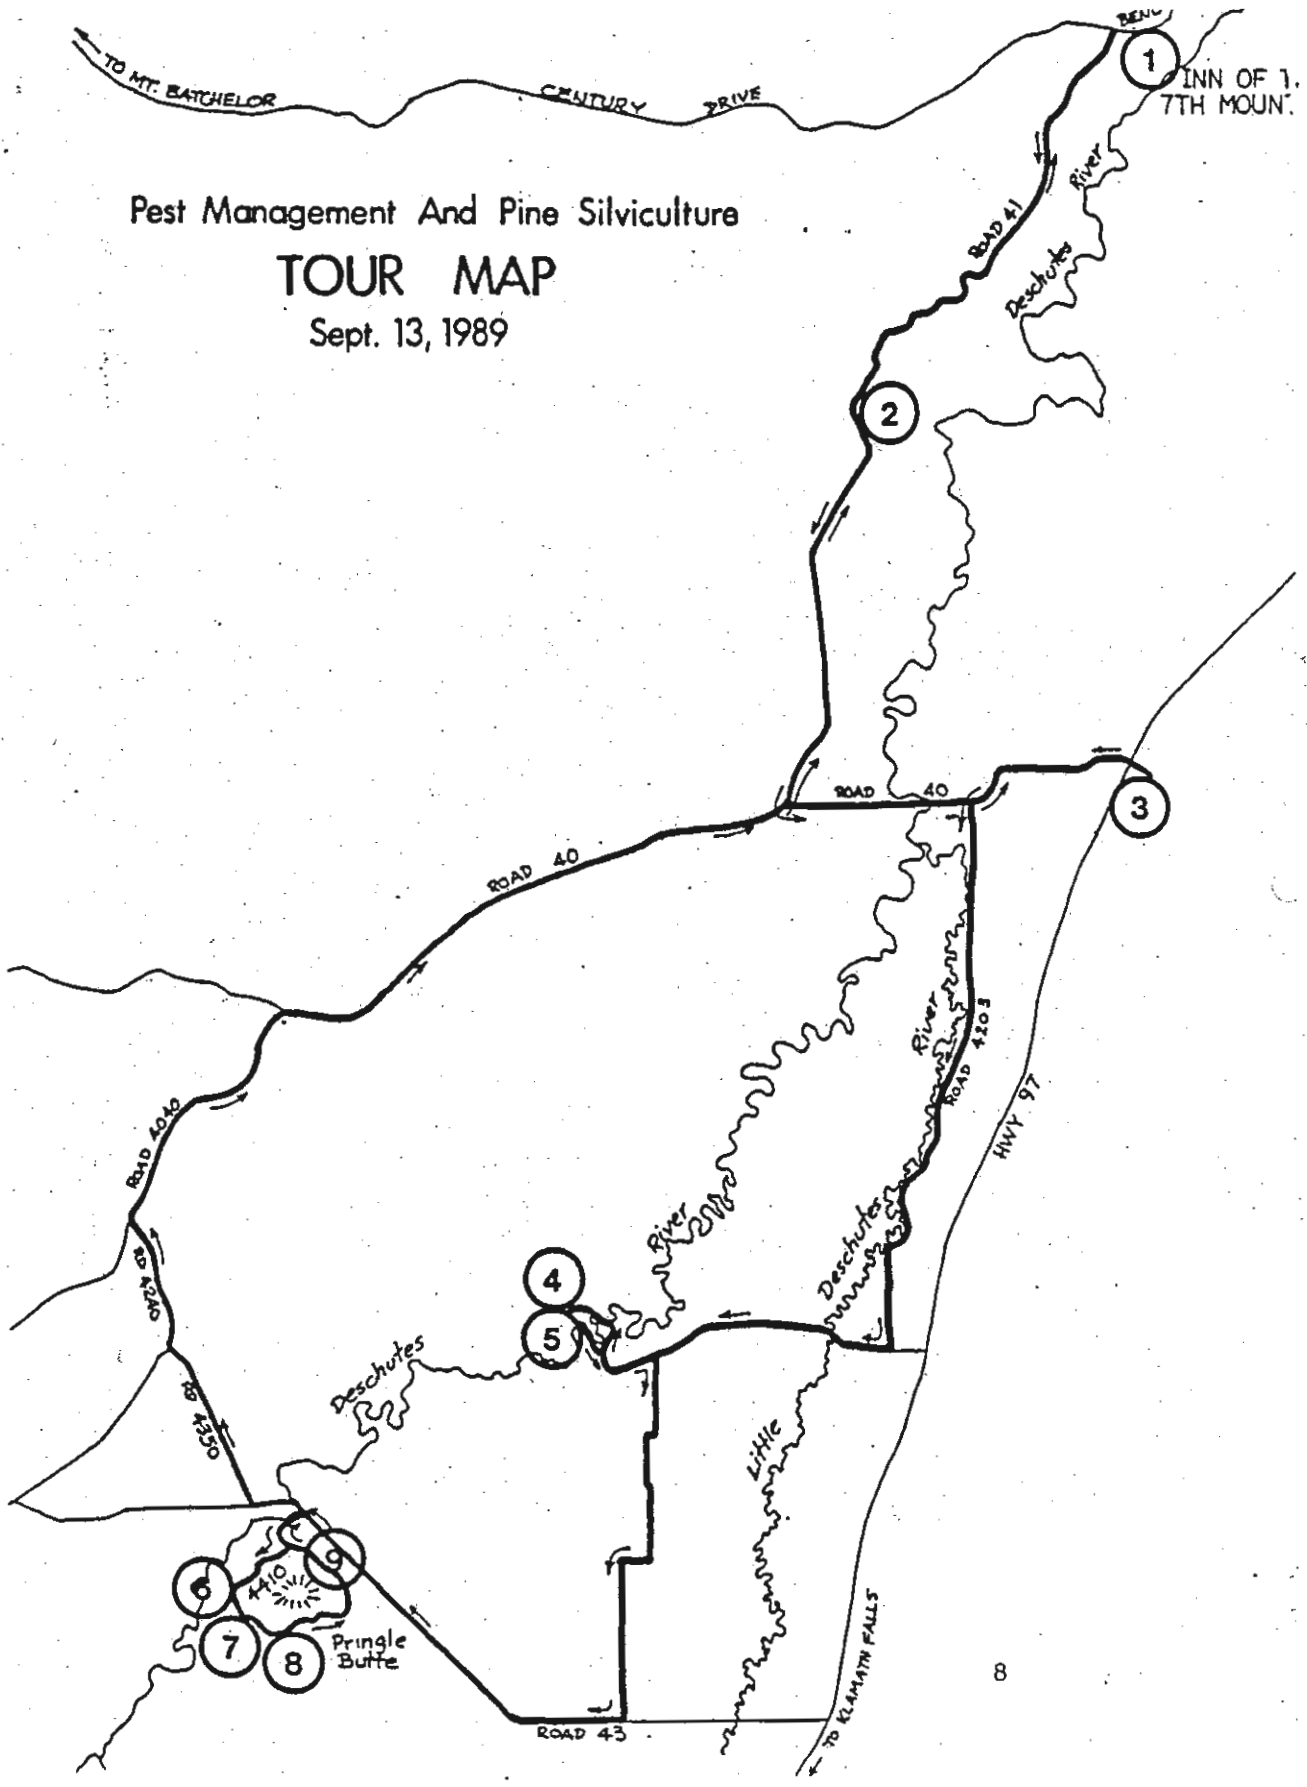 BEND
1
INN OF 1.
7TH MOUN.
TO MT. BATCHELOR
CENTURY DRIVE
Pest Management And Pine Silviculture
TOUR MAP
Sept. 13, 1989
ROAD 41
Deschutes River
2
ROAD 40
3
ROAD 40
River
ROAD 4203
HWY 97
ROAD 4040
RD 4240
River
Deschutes
4
5
Deschutes
RD 4350
Little
9
6
4410
7
8
Pringle
Butte
8
TO KLAMATH FALLS
ROAD 43